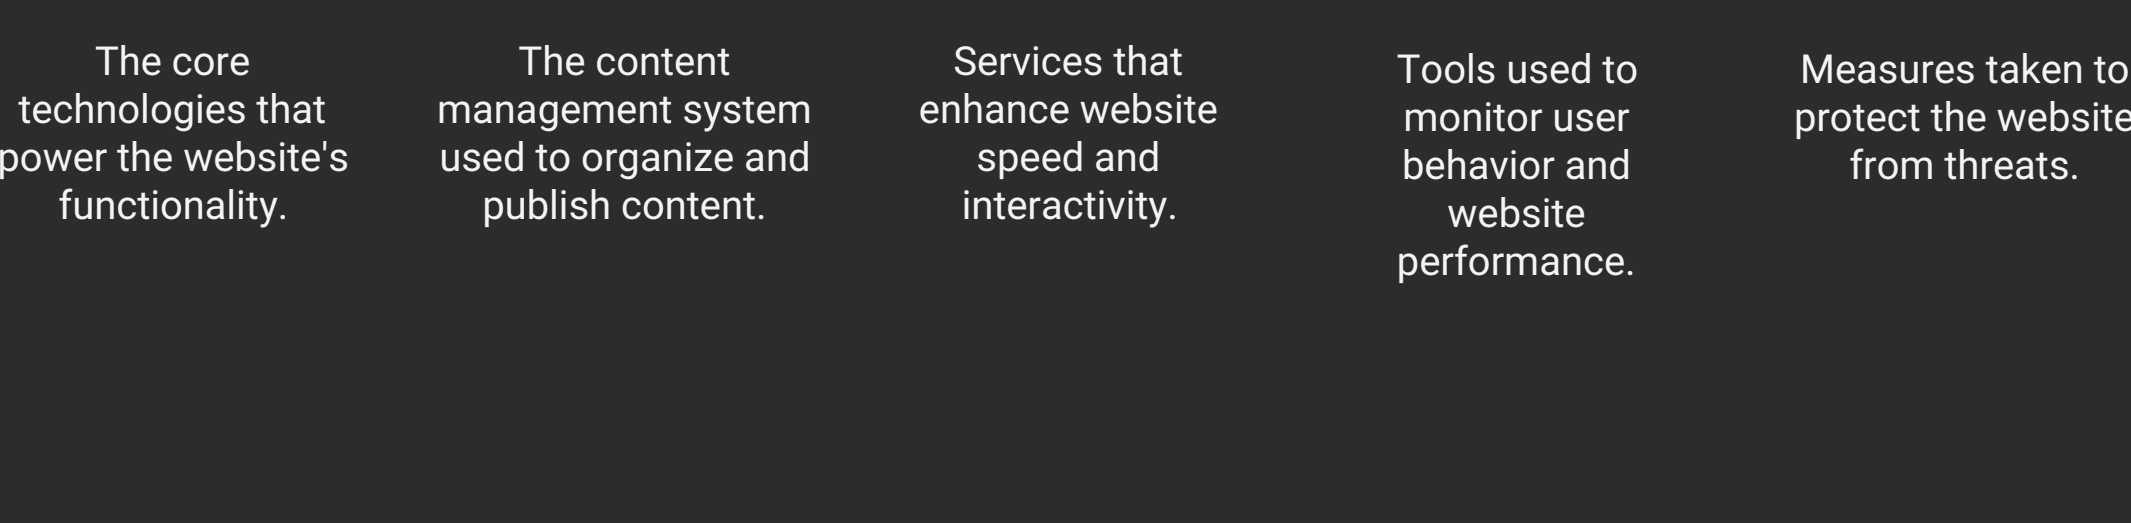 The core
technologies that
power the website's
functionality.
The content
management system
used to organize and
publish content.
Services that
enhance website
speed and
interactivity.
Tools used to
monitor user
behavior and
website
performance.
Measures taken to
protect the website
from threats.